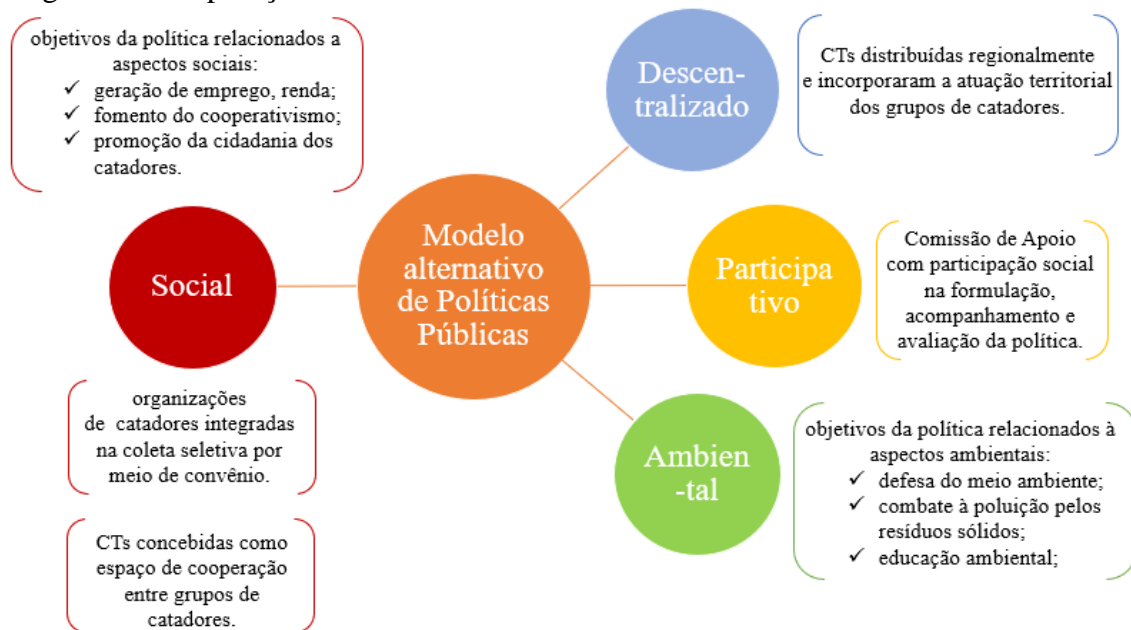 objetivos da política relacionados a
aspectos sociais:
✓ geração de emprego, renda;
✓ fomento do cooperativismo;
✓ promoção da cidadania dos
catadores.
Social
organizações
de catadores integradas
na coleta seletiva por
meio de convênio.
CTs concebidas como
espaço de cooperação
entre grupos de
catadores.
Modelo
alternativo
de Políticas
Públicas
Descen-
tralizado
CTs distribuídas regionalmente
e incorporaram a atuação territorial
dos grupos de catadores.
Participa
tivo
Comissão de Apoio
com participação social
na formulação,
acompanhamento e
avaliação da política.
Ambien
-tal
objetivos da política relacionados à
aspectos ambientais:
✓ defesa do meio ambiente;
✓ combate à poluição pelos
resíduos sólidos;
✓ educação ambiental;